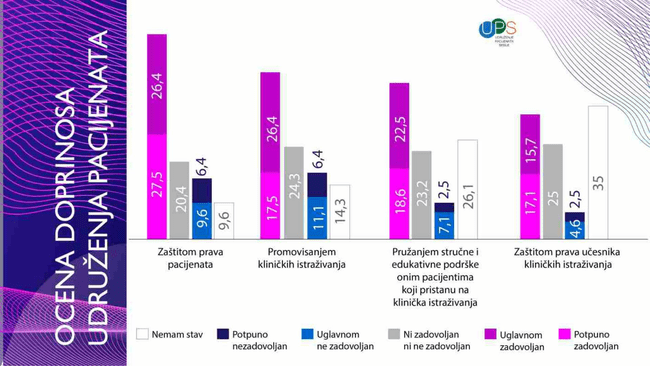 OCENA DOPRINOSA
UDRUŽENJA PACIJENATA
UPS
UDRUŽENJE
PACIJENATA
SRBIJE
26,4
27,5
20,4
6,4
9,6
9,6
26,4
17,5
24,3
6,4
11,1
14,3
22,5
18,6
23,2
2,5
7,1
26,1
15,7
17,1
25
2,5
4,6
35
Zaštitom prava
pacijenata
Promovisanjem
kliničkih istraživanja
Pružanjem stručne i
edukativne podrške
onim pacijentima
koji pristanu na
klinička istraživanja
Zaštitom prava učesnika
kliničkih istraživanja
Nemam stav
Potpuno
nezadovoljan
Uglavnom
ne zadovoljan
Ni zadovoljan
ni ne zadovoljan
Uglavnom
zadovoljan
Potpuno
zadovoljan